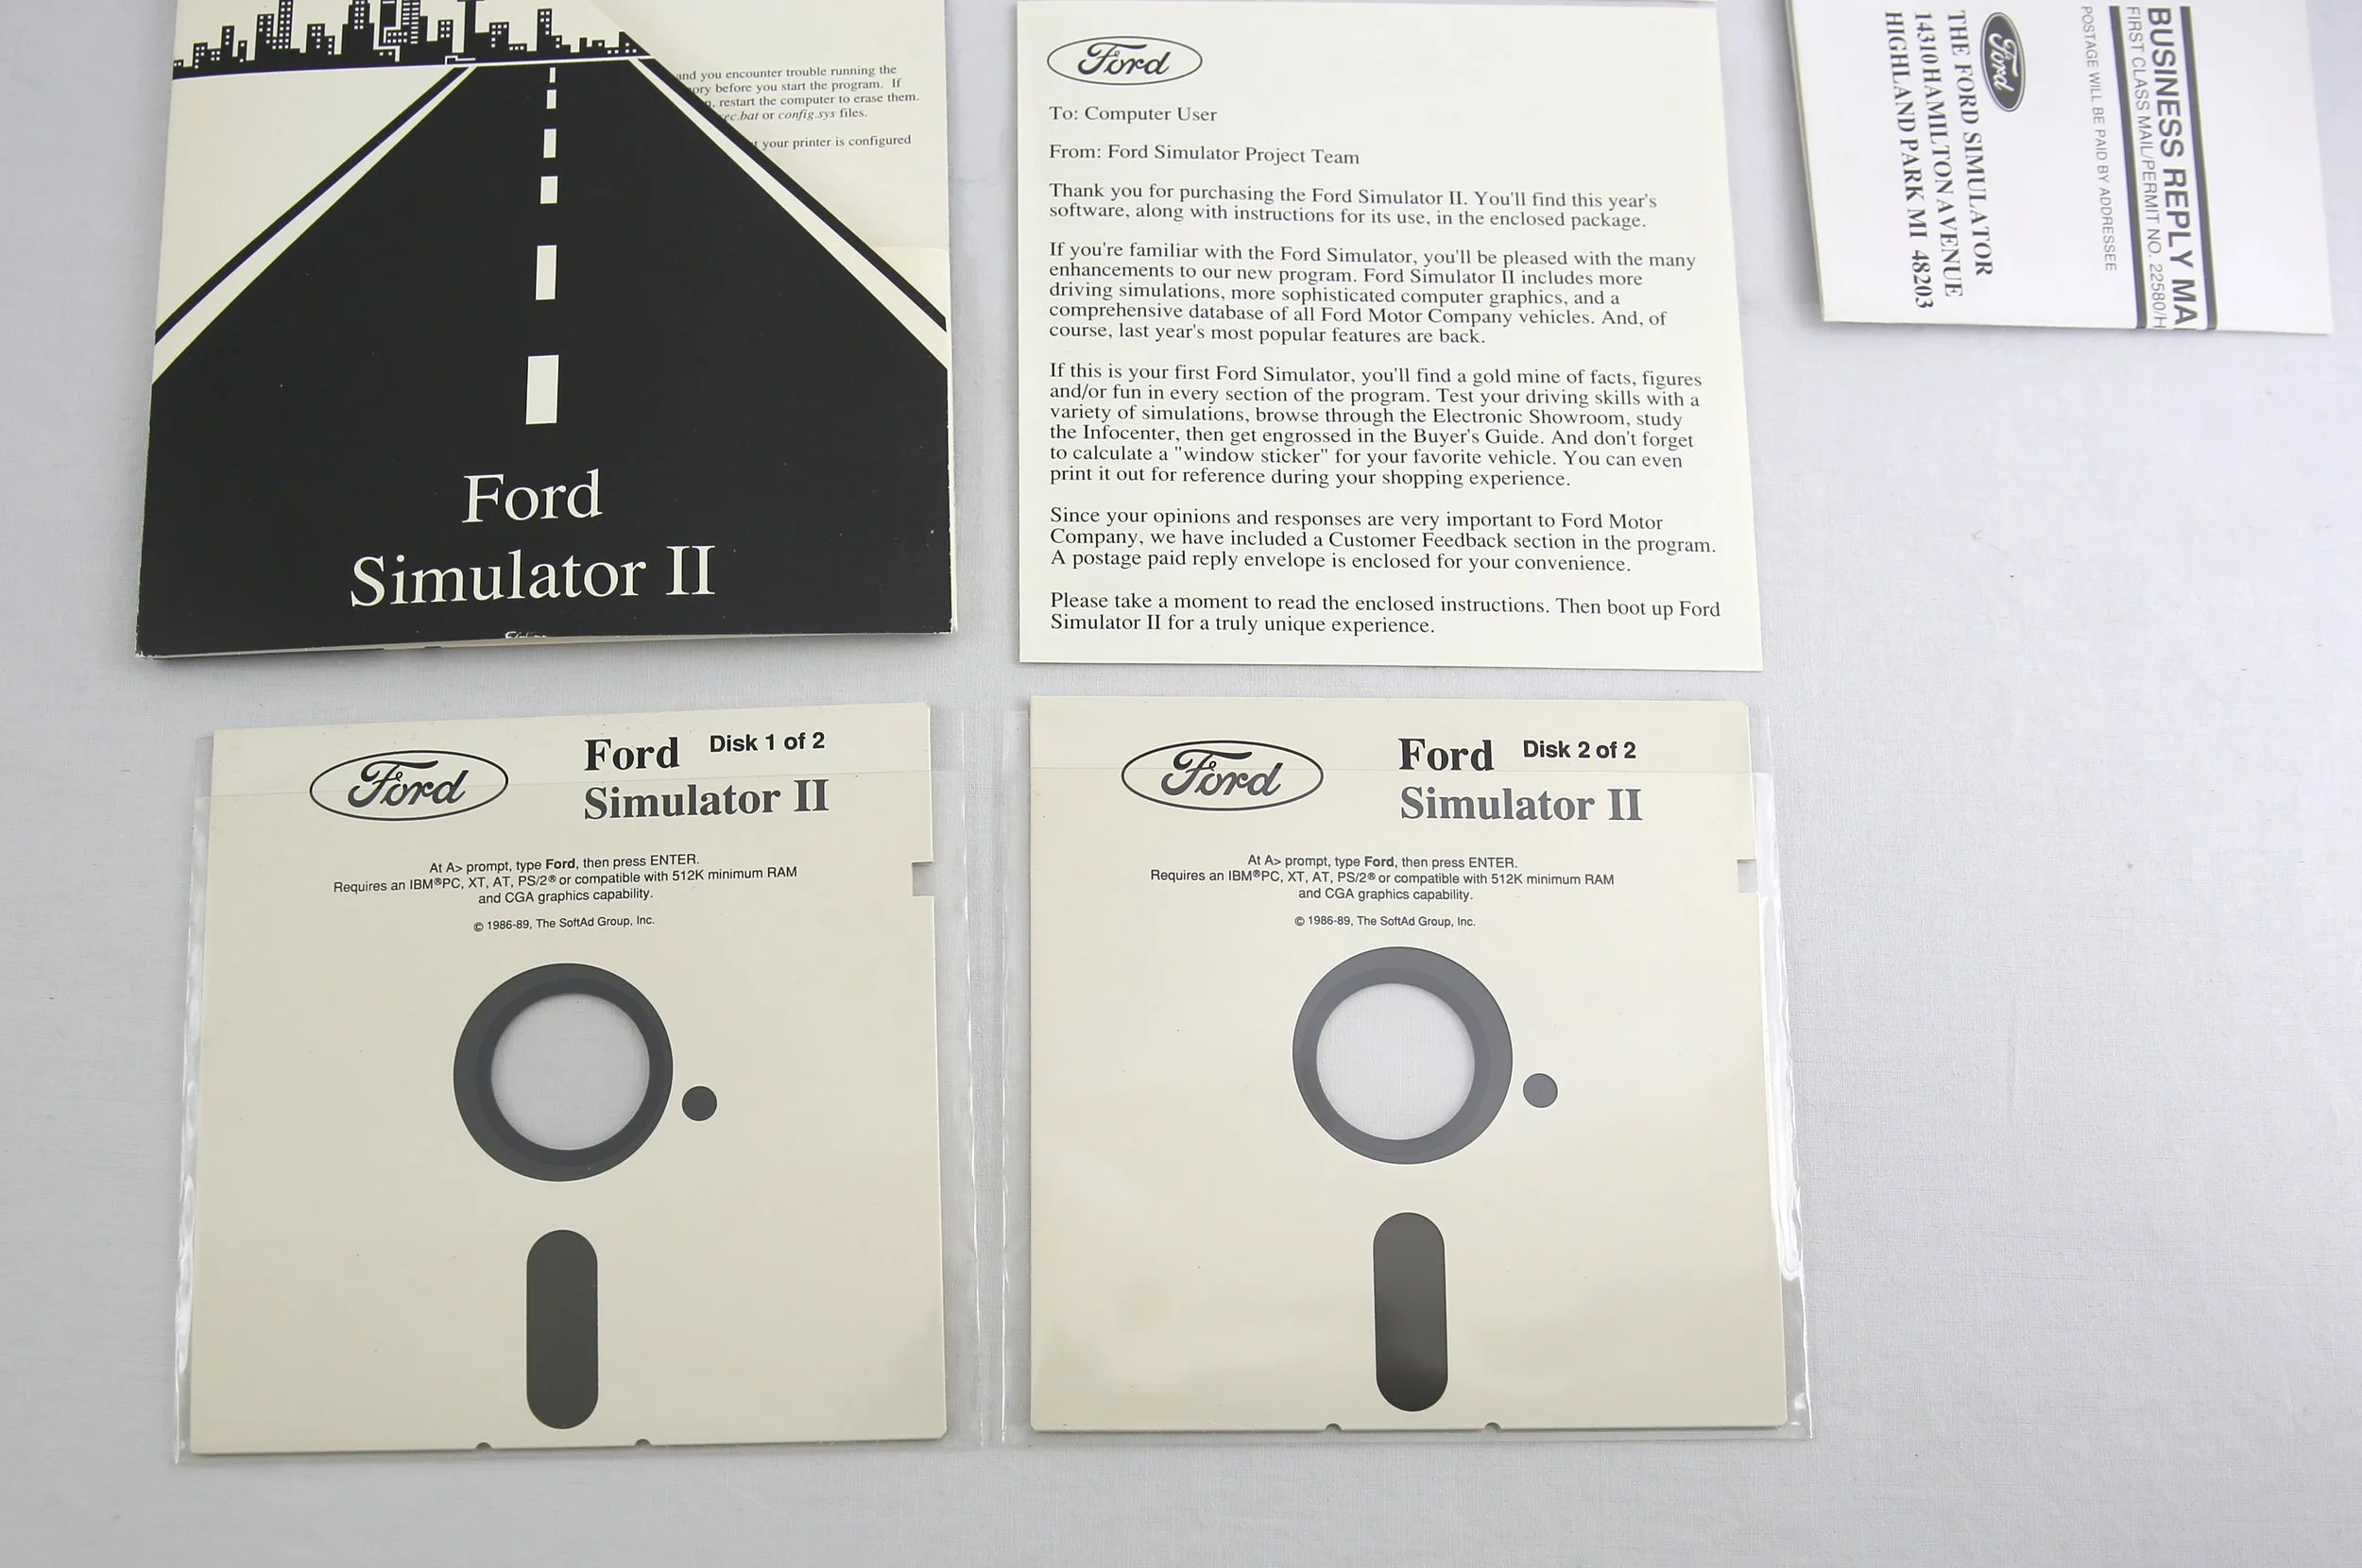 and you encounter trouble running the
ory before you start the program. If
restart the computer to erase them.
ec.bat or config.sys files.
your printer is configured
Ford
Simulator II
Ford
To: Computer User
From: Ford Simulator Project Team
Thank you for purchasing the Ford Simulator II. You'll find this year's
software, along with instructions for its use, in the enclosed package.
If you're familiar with the Ford Simulator, you'll be pleased with the many
enhancements to our new program. Ford Simulator II includes more
driving simulations, more sophisticated computer graphics, and a
comprehensive database of all Ford Motor Company vehicles. And, of
course, last year's most popular features are back.
If this is your first Ford Simulator, you'll find a gold mine of facts, figures
and/or fun in every section of the program. Test your driving skills with a
variety of simulations, browse through the Electronic Showroom, study
the Infocenter, then get engrossed in the Buyer's Guide. And don't forget
to calculate a "window sticker" for your favorite vehicle. You can even
print it out for reference during your shopping experience.
Since your opinions and responses are very important to Ford Motor
Company, we have included a Customer Feedback section in the program.
A postage paid reply envelope is enclosed for your convenience.
Please take a moment to read the enclosed instructions. Then boot up Ford
Simulator II for a truly unique experience.
BUSINESS REPLY MA
FIRST CLASS MAIL/PERMIT NO. 22580/H
POSTAGE WILL BE PAID BY ADDRESSEE
Ford
THE FORD SIMULATOR
14310 HAMILTON AVENUE
HIGHLAND PARK MI 48203
Ford
Ford Disk 1 of 2
Simulator II
At A> prompt, type Ford, then press ENTER.
Requires an IBM®PC, XT, AT, PS/2® or compatible with 512K minimum RAM
and CGA graphics capability.
© 1986-89, The SoftAd Group, Inc.
Ford
Ford Disk 2 of 2
Simulator II
At A> prompt, type Ford, then press ENTER.
Requires an IBM®PC, XT, AT, PS/2® or compatible with 512K minimum RAM
and CGA graphics capability.
© 1986-89, The SoftAd Group, Inc.